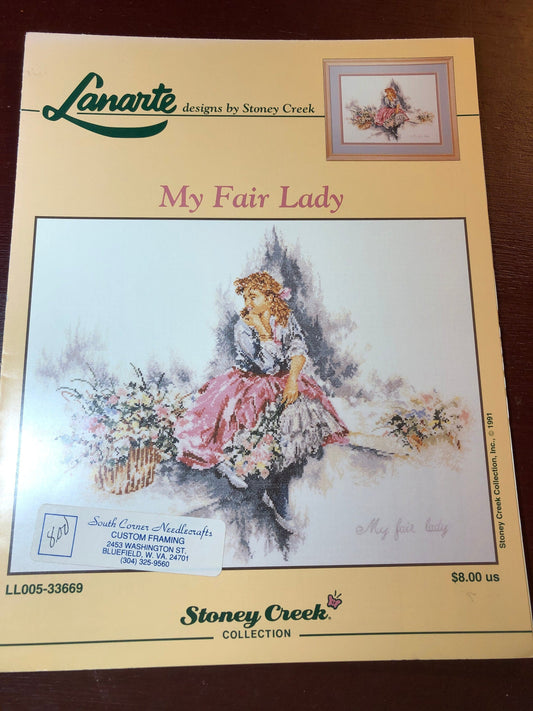 Lanarte designs by Stoney Creek
My Fair Lady
My fair lady
Stoney Creek Collection, Inc., © 1991
8.00
South Corner Needlecrafts
CUSTOM FRAMING
2453 WASHINGTON ST.
BLUEFIELD, W. VA. 24701
(304) 325-9560
LL005-33669
$8.00 us
Stoney Creek
COLLECTION